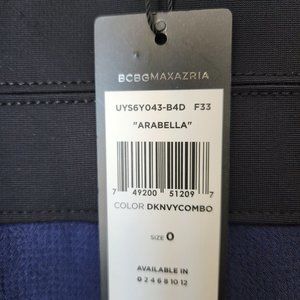 BCBGMAXAZRIA
UYS6Y043-B4D F33
"ARABELLA"
7 49200 51209 7
COLOR DKNVYCOMBO
SIZE 0
AVAILABLE IN
0 2 4 6 8 10 12